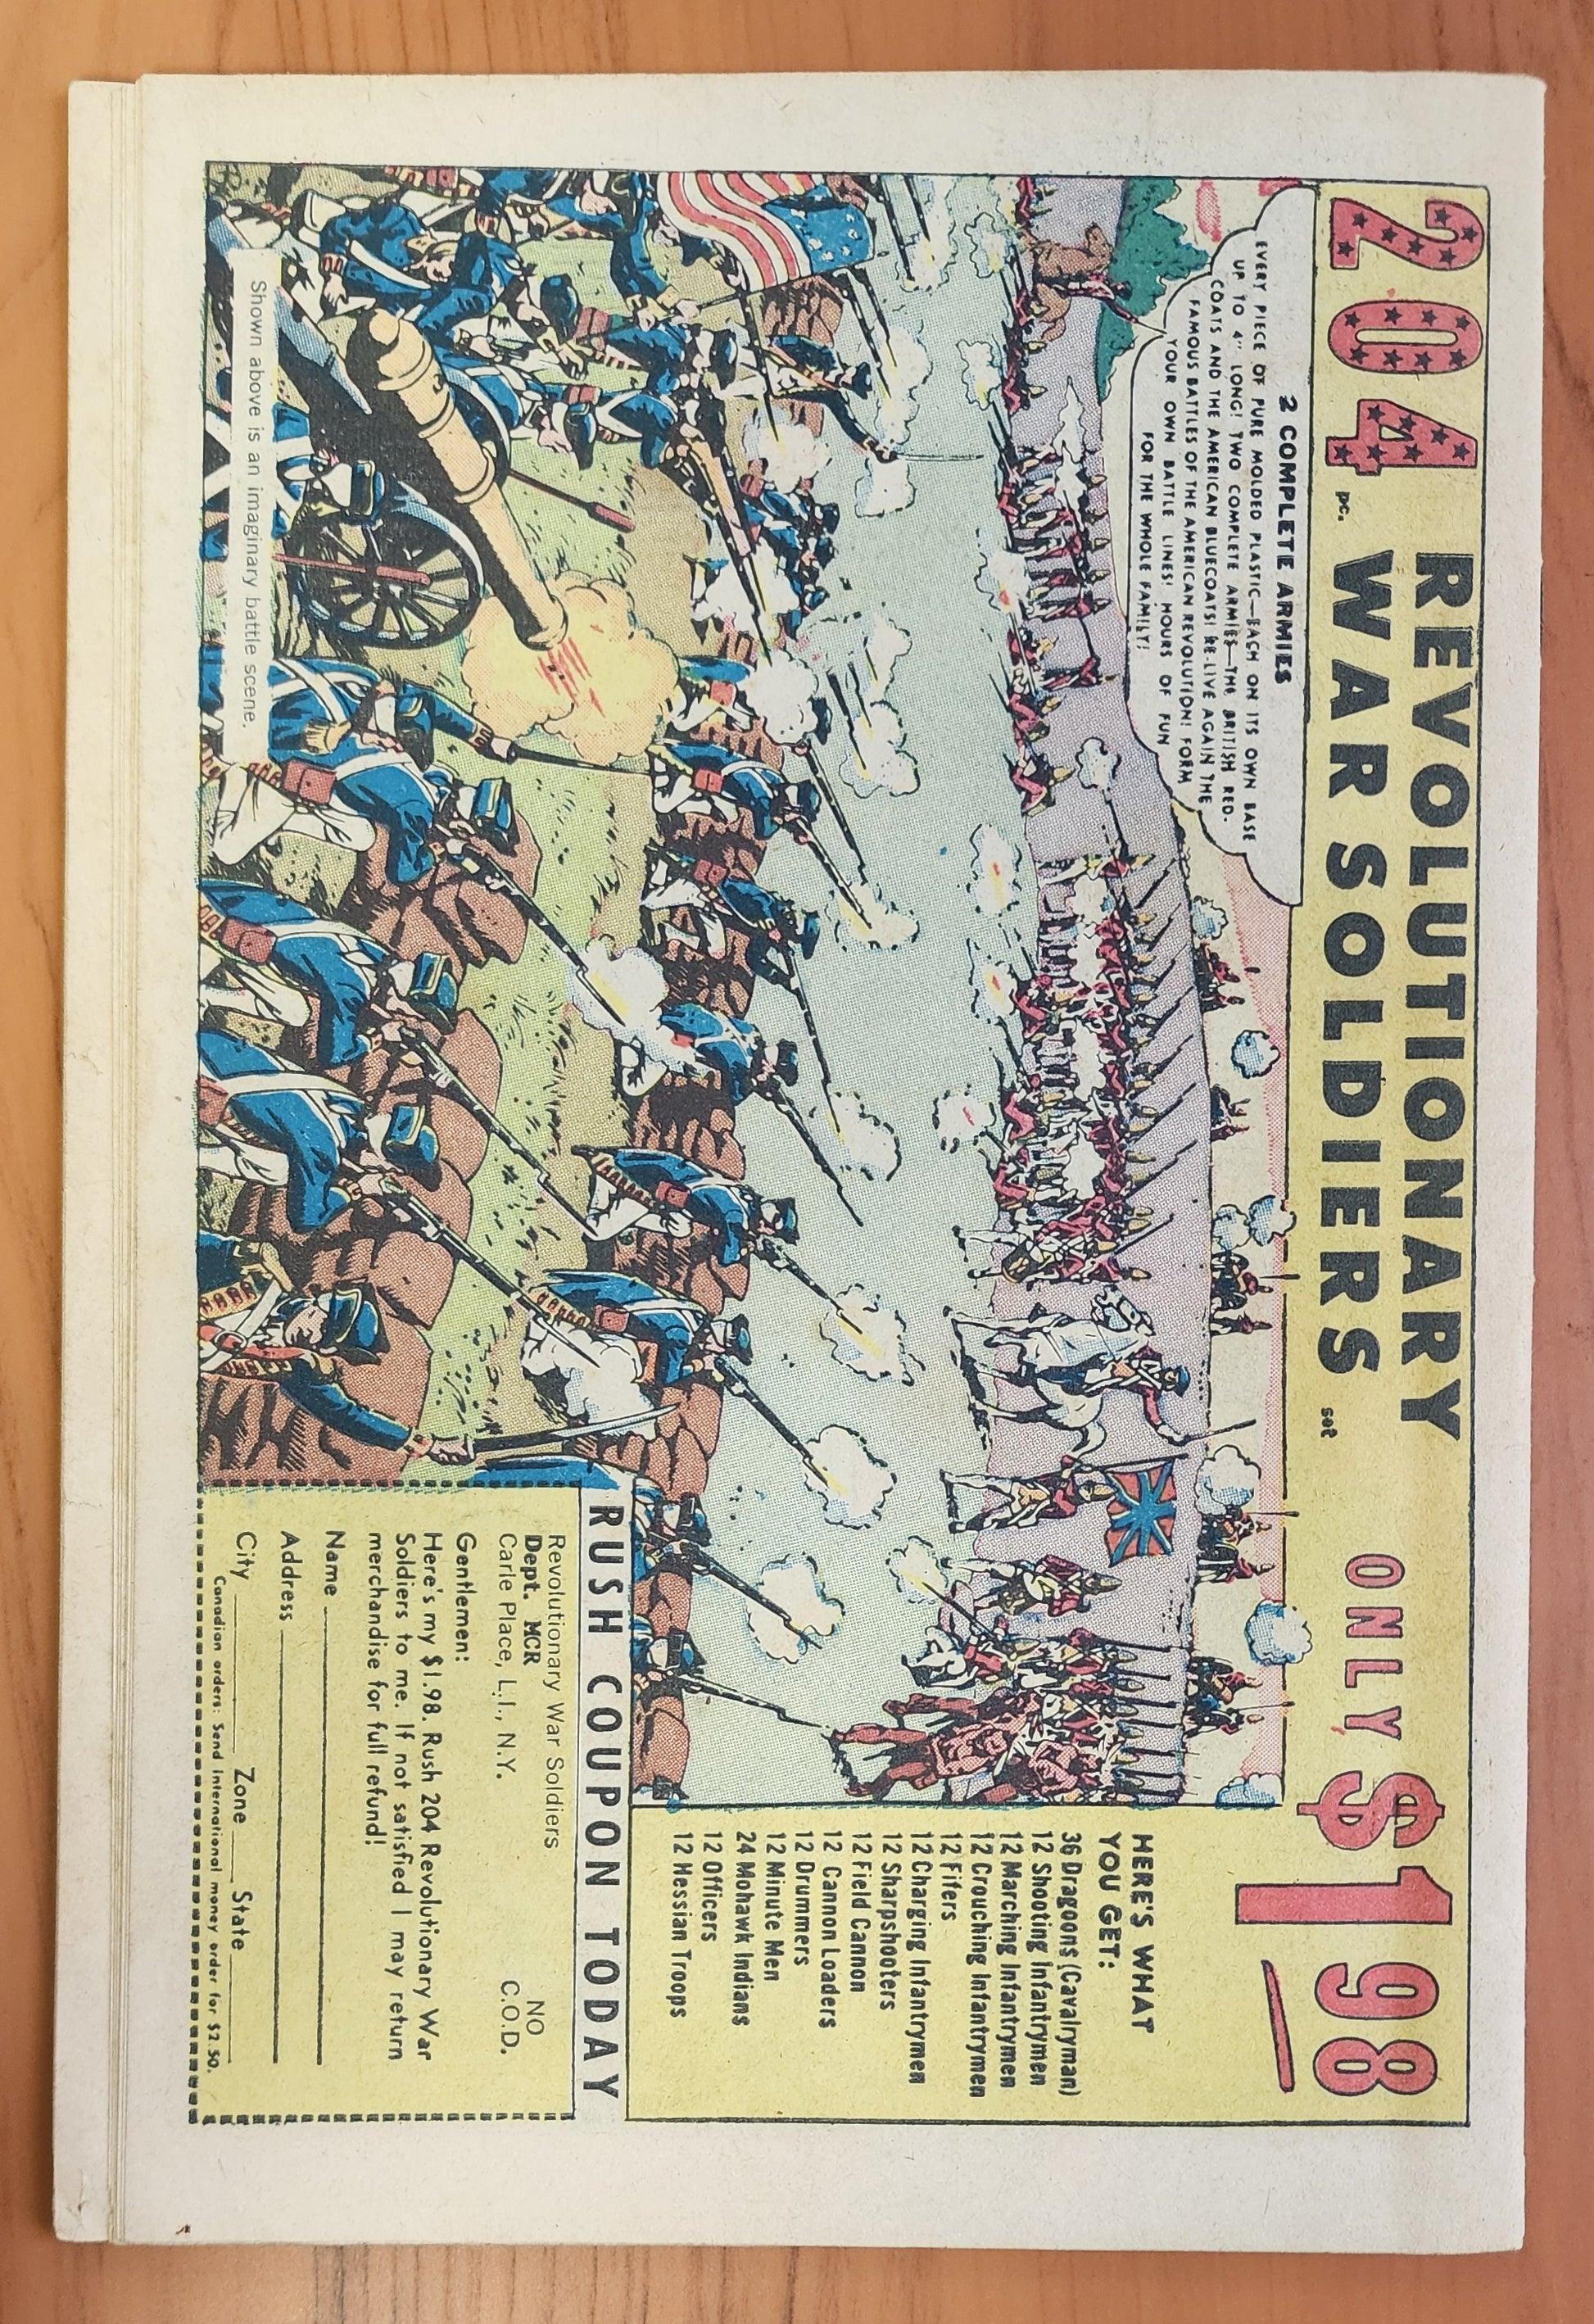 204 pc. REVOLUTIONARY
WAR SOLDIERS set
ONLY $1 98
2 COMPLETE ARMIES
EVERY PIECE OF PURE MOLDED PLASTIC—EACH ON ITS OWN BASE
UP TO 4" LONG! TWO COMPLETE ARMIES—THE BRITISH RED-
COATS AND THE AMERICAN BLUECOATS! RE-LIVE AGAIN THE
FAMOUS BATTLES OF THE AMERICAN REVOLUTION! FORM
YOUR OWN BATTLE LINES! HOURS OF FUN
FOR THE WHOLE FAMILY!
HERE'S WHAT
YOU GET:
36 Dragoons (Cavalryman)
12 Shooting Infantrymen
12 Marching Infantrymen
12 Crouching Infantrymen
12 Fifers
12 Charging Infantrymen
12 Sharpshooters
12 Field Cannon
12 Cannon Loaders
12 Drummers
12 Minute Men
24 Mohawk Indians
12 Officers
12 Hessian Troops
Shown above is an imaginary battle scene.
RUSH COUPON TODAY
Revolutionary War Soldiers
Dept. MCR
Carle Place, L.I., N.Y.
NO
C.O.D.
Gentlemen:
Here's my $1.98. Rush 204 Revolutionary War
Soldiers to me. If not satisfied I may return
merchandise for full refund!
Name
Address
City Zone State
Canadian orders: Send International money order for $2.50.